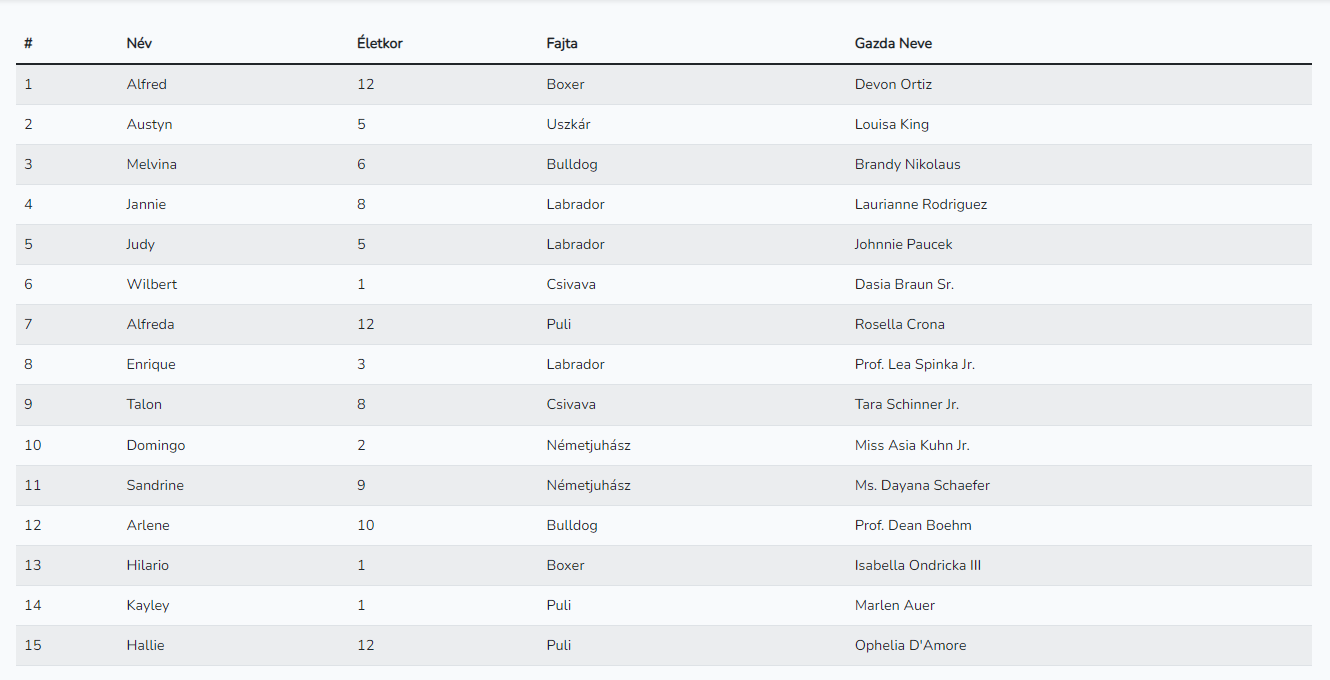 # Név Életkor Fajta Gazda Neve
1 Alfred 12 Boxer Devon Ortiz
2 Austyn 5 Uszkár Louisa King
3 Melvina 6 Bulldog Brandy Nikolaus
4 Jannie 8 Labrador Laurianne Rodriguez
5 Judy 5 Labrador Johnnie Paucek
6 Wilbert 1 Csivava Dasia Braun Sr.
7 Alfreda 12 Puli Rosella Crona
8 Enrique 3 Labrador Prof. Lea Spinka Jr.
9 Talon 8 Csivava Tara Schinner Jr.
10 Domingo 2 Németjuhász Miss Asia Kuhn Jr.
11 Sandrine 9 Németjuhász Ms. Dayana Schaefer
12 Arlene 10 Bulldog Prof. Dean Boehm
13 Hilario 1 Boxer Isabella Ondricka III
14 Kayley 1 Puli Marlen Auer
15 Hallie 12 Puli Ophelia D'Amore